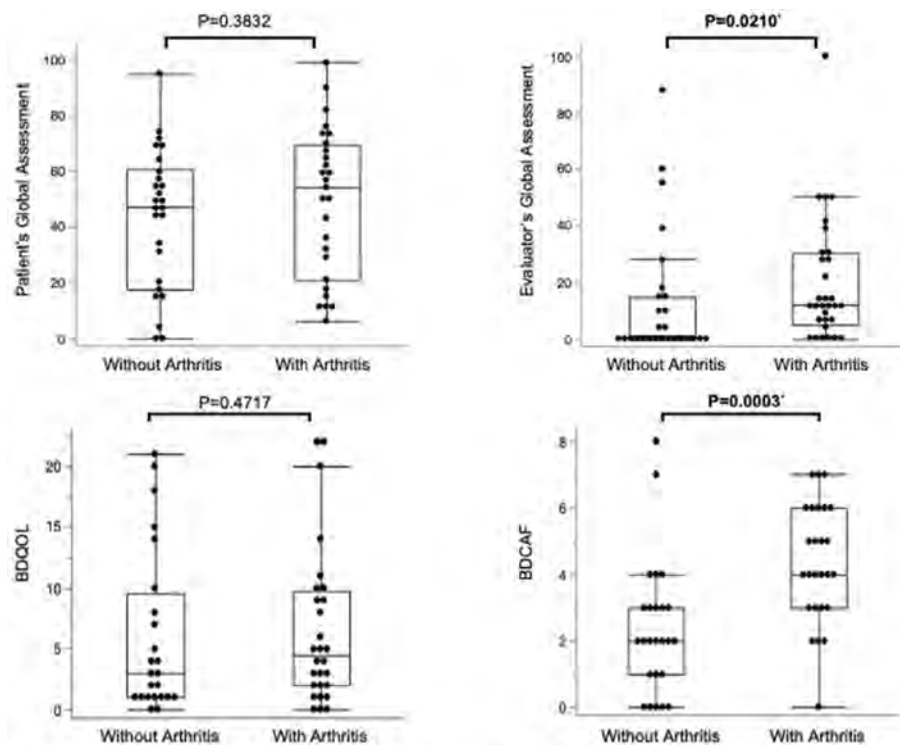 P=0.3832
Patient's Global Assessment
100
80
60
40
20
0
Without Arthritis With Arthritis
P=0.0210*
Evaluator's Global Assessment
100
80
60
40
20
0
Without Arthritis With Arthritis
P=0.4717
BDQOL
20
15
10
5
0
Without Arthritis With Arthritis
P=0.0003*
BDCAF
8
6
4
2
0
Without Arthritis With Arthritis